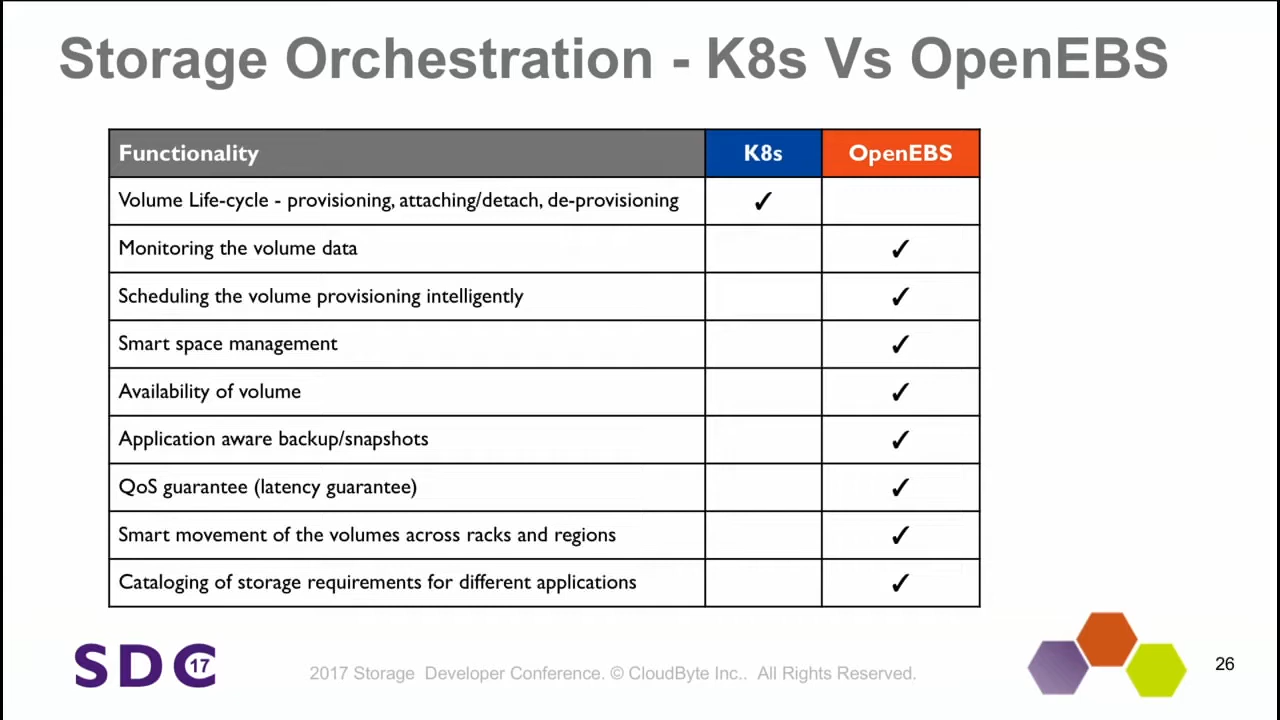 Storage Orchestration - K8s Vs OpenEBS
Functionality K8s OpenEBS
Volume Life-cycle - provisioning, attaching/detach, de-provisioning ✓
Monitoring the volume data ✓
Scheduling the volume provisioning intelligently ✓
Smart space management ✓
Availability of volume ✓
Application aware backup/snapshots ✓
QoS guarantee (latency guarantee) ✓
Smart movement of the volumes across racks and regions ✓
Cataloging of storage requirements for different applications ✓
SDC 17
2017 Storage  Developer Conference. © CloudByte Inc..  All Rights Reserved.
26